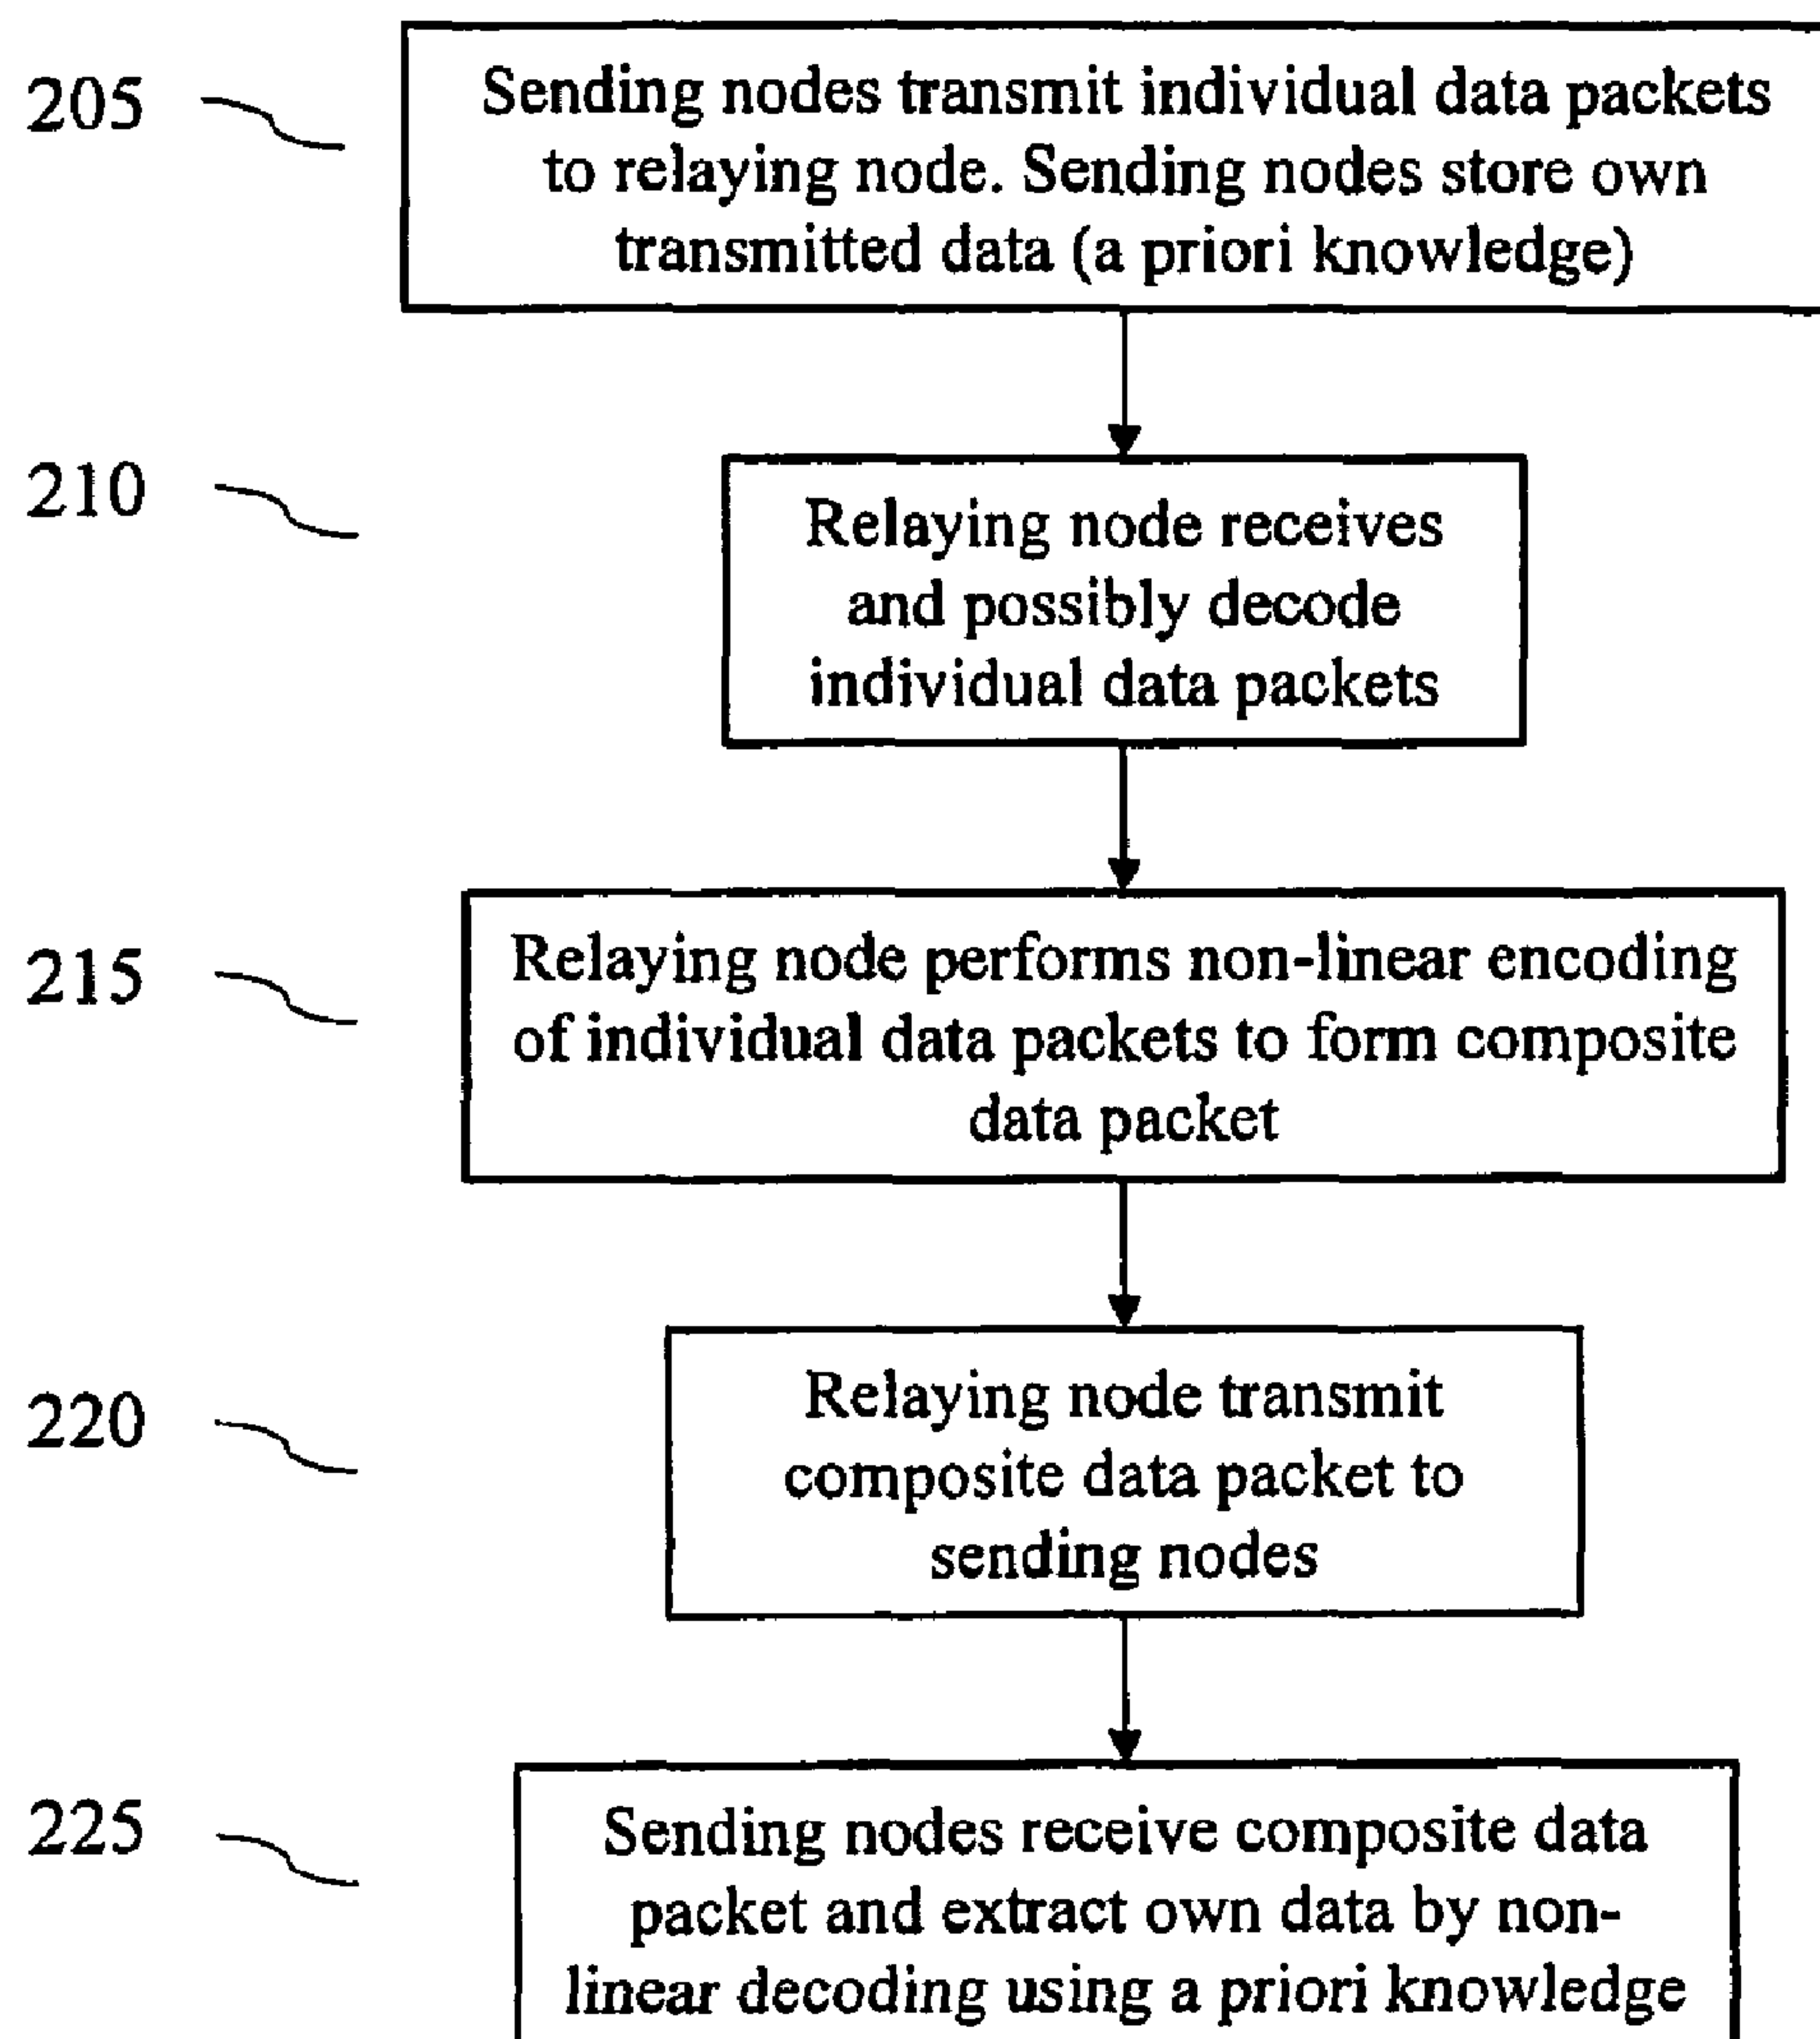 205
Sending nodes transmit individual data packets
to relaying node. Sending nodes store own
transmitted data (a priori knowledge)
210
Relaying node receives
and possibly decode
individual data packets
215
Relaying node performs non-linear encoding
of individual data packets to form composite
data packet
220
Relaying node transmit
composite data packet to
sending nodes
225
Sending nodes receive composite data
packet and extract own data by non-
linear decoding using a priori knowledge